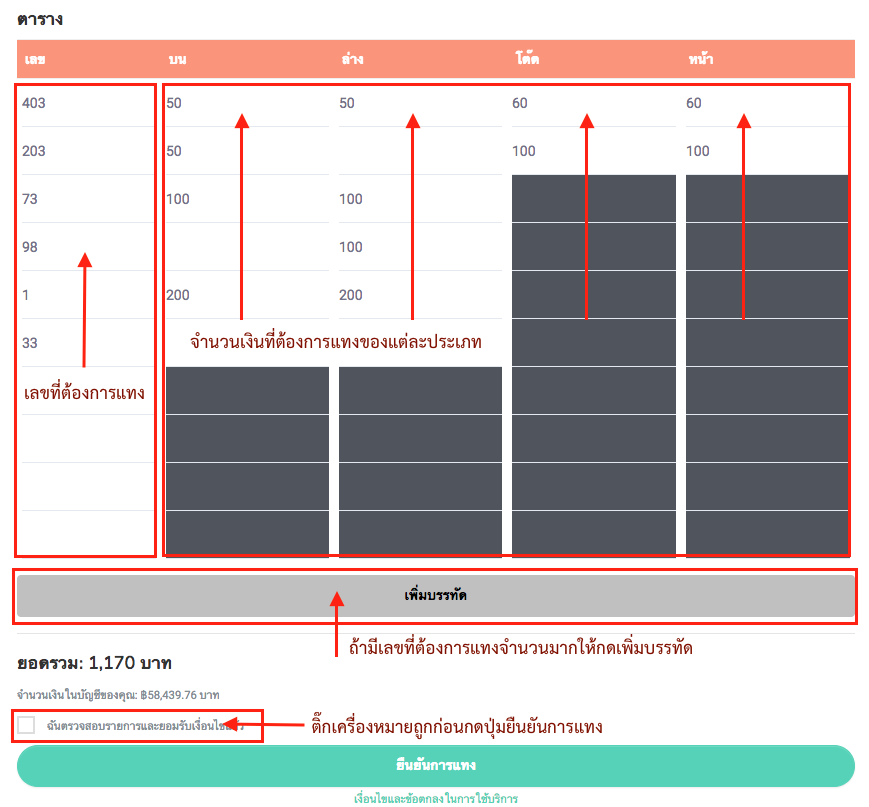 ตาราง
เลข บน ล่าง โต๊ด หน้า
403 50 50 60 60
203 50 100 100
73 100 100
98 100
1 200 200
33
จำนวนเงินที่ต้องการแทงของแต่ละประเภท
เลขที่ต้องการแทง
เพิ่มบรรทัด
ถ้ามีเลขที่ต้องการแทงจำนวนมากให้กดเพิ่มบรรทัด
ยอดรวม: 1,170 บาท
จำนวนเงินในบัญชีของคุณ: ฿58,439.76 บาท
ฉันตรวจสอบรายการและยอมรับเงื่อนไข
ติ๊กเครื่องหมายถูกก่อนกดปุ่มยืนยันการแทง
ยืนยันการแทง
เงื่อนไขและข้อตกลงในการใช้บริการ